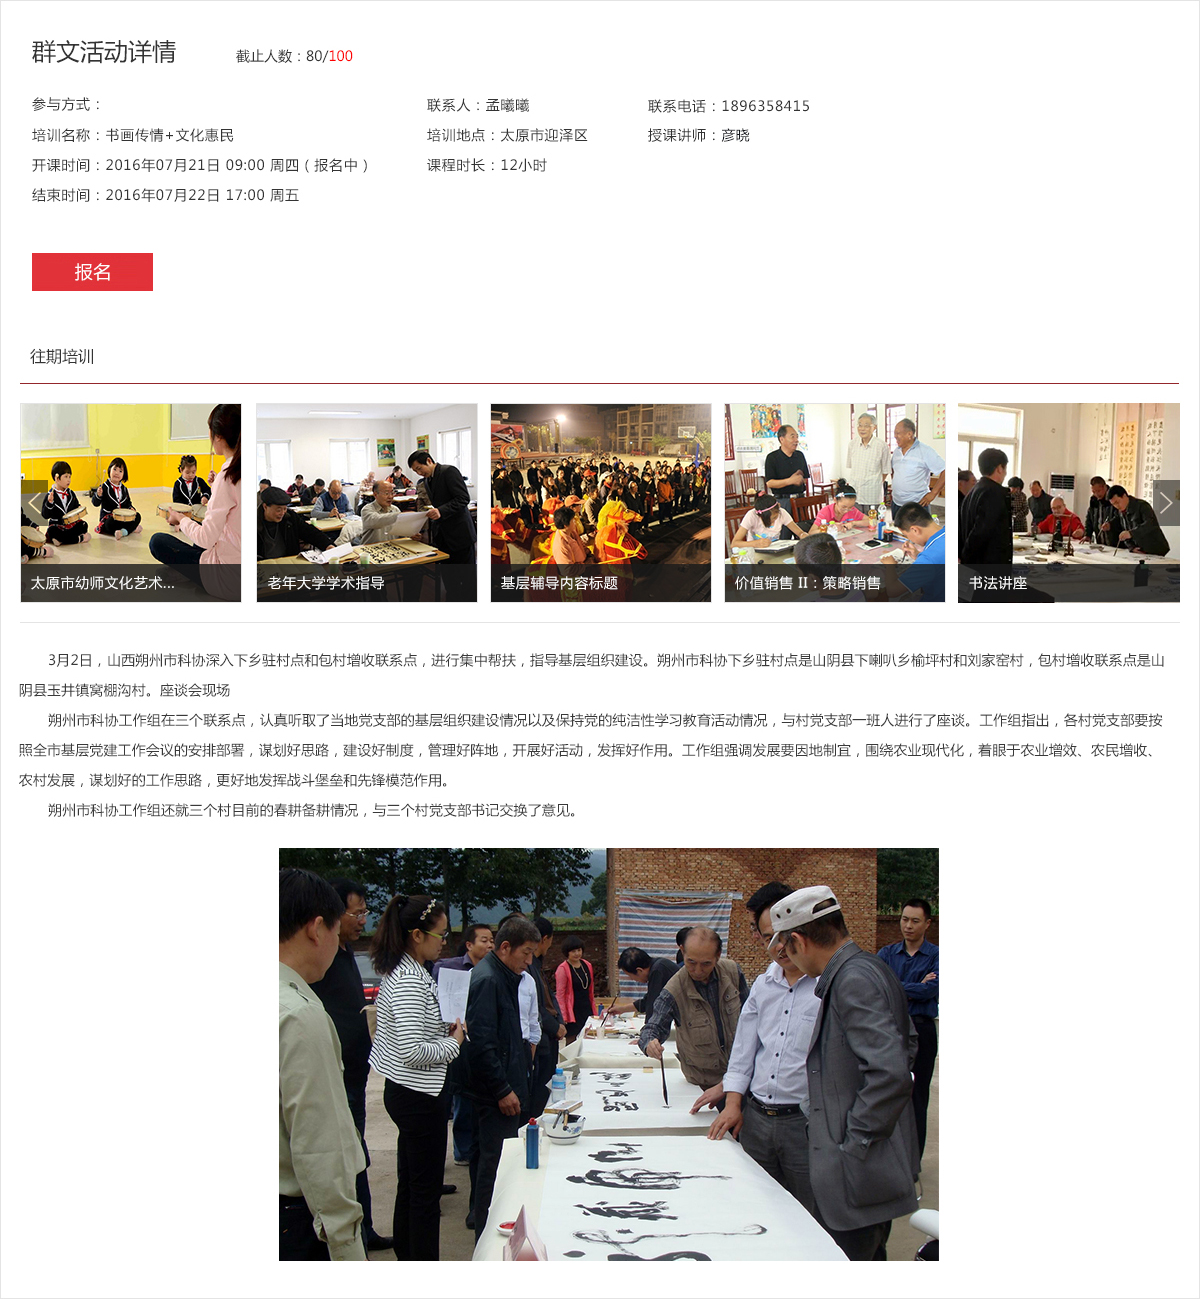 群文活动详情 截止人数：80/100
参与方式： 联系人：孟曦曦 联系电话：1896358415
培训名称：书画传情+文化惠民 培训地点：太原市迎泽区 授课讲师：彦晓
开课时间：2016年07月21日 09:00 周四（报名中） 课程时长：12小时
结束时间：2016年07月22日 17:00 周五
报名
往期培训
太原市幼师文化艺术... 老年大学学术指导 基层辅导内容标题 价值销售 II：策略销售 书法讲座
3月2日，山西朔州市科协深入下乡驻村点和包村增收联系点，进行集中帮扶，指导基层组织建设。朔州市科协下乡驻村点是山阴县下喇叭乡榆坪村和刘家窑村，包村增收联系点是山
阴县玉井镇窝棚沟村。座谈会现场
朔州市科协工作组在三个联系点，认真听取了当地党支部的基层组织建设情况以及保持党的纯洁性学习教育活动情况，与村党支部一班人进行了座谈。工作组指出，各村党支部要按
照全市基层党建工作会议的安排部署，谋划好思路，建设好制度，管理好阵地，开展好活动，发挥好作用。工作组强调发展要因地制宜，围绕农业现代化，着眼于农业增效、农民增收、
农村发展，谋划好的工作思路，更好地发挥战斗堡垒和先锋模范作用。
朔州市科协工作组还就三个村目前的春耕备耕情况，与三个村党支部书记交换了意见。